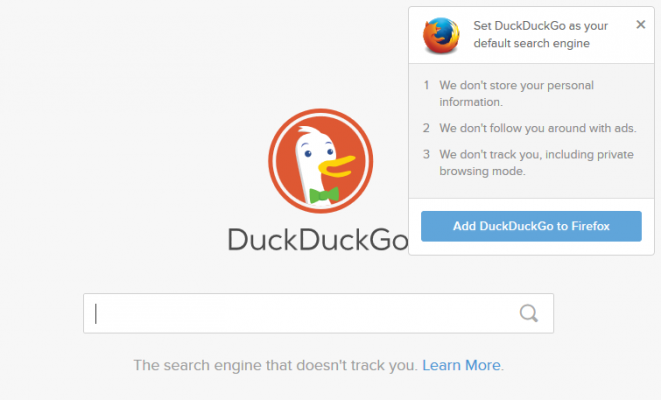 Set DuckDuckGo as your
default search engine
1 We don't store your personal
information.
2 We don't follow you around with ads.
3 We don't track you, including private
browsing mode.
Add DuckDuckGo to Firefox
DuckDuckGo
The search engine that doesn't track you. Learn More.